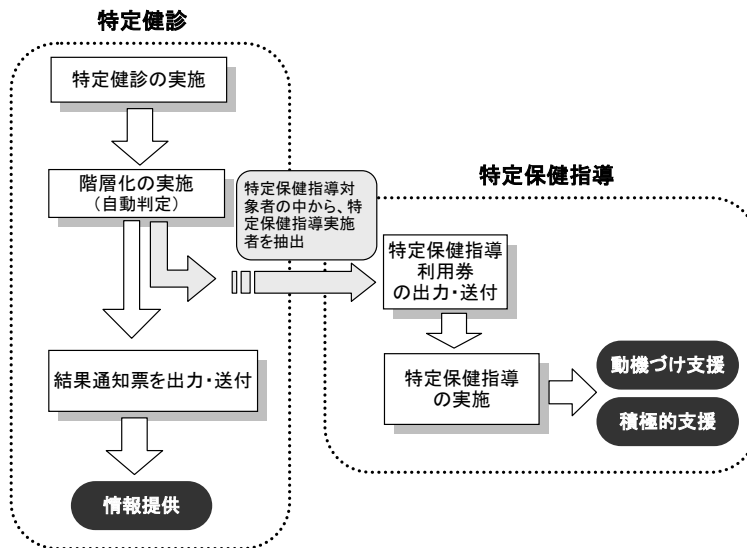 特定健診
特定健診の実施
階層化の実施
(自動判定)
特定保健指導対
象者の中から、特
定保健指導実施
者を抽出
結果通知票を出力・送付
情報提供
特定保健指導
特定保健指導
利用券
の出力・送付
特定保健指導
の実施
動機づけ支援
積極的支援